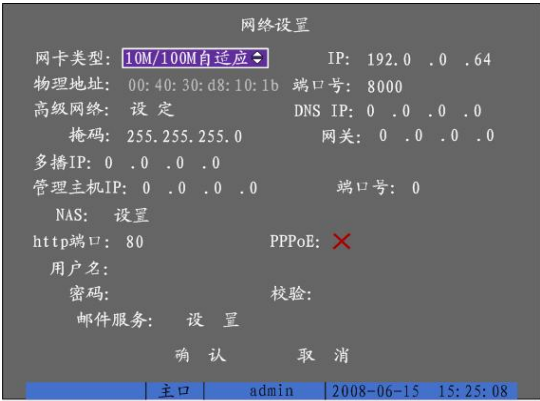 网络设置
网卡类型: 10M/100M自适应 IP: 192.0 .0 .64
物理地址: 00:40:30:d8:10:1b 端口号: 8000
高级网络: 设 定 DNS IP: 0 .0 .0 .0
掩码: 255.255.255.0 网关: 0 .0 .0 .0
多播IP: 0 .0 .0 .0
管理主机IP: 0 .0 .0 .0 端口号: 0
NAS: 设置
http端口: 80 PPPoE:
用户名:
密码: 校验:
邮件服务: 设 置
确 认 取 消
主口 admin 2008-06-15 15:25:08